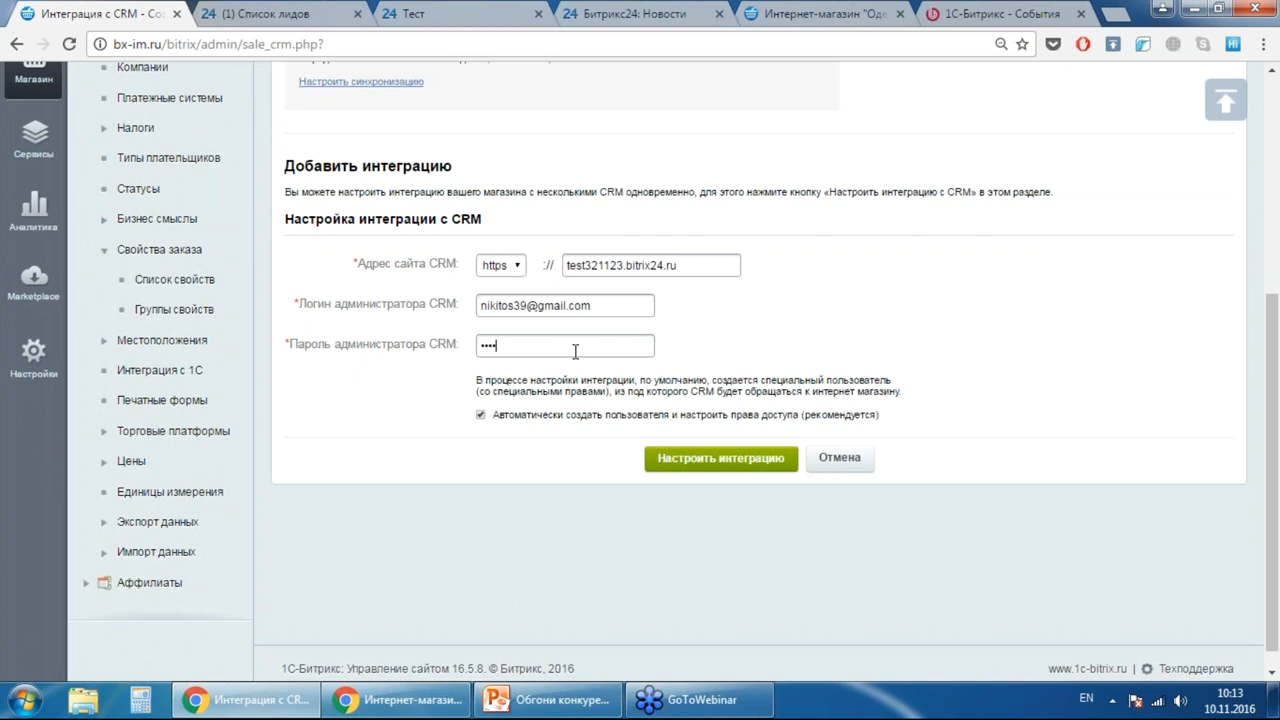 Интеграция с CRM - Со
24 (1) Список лидов
24 Тест
24 Битрикс24: Новости
Интернет-магазин "Оде
1С-Битрикс - События
bx-im.ru/bitrix/admin/sale_crm.php?
Hi
Магазин
Сервисы
Аналитика
Marketplace
Настройки
Компании
Платежные системы
Налоги
Типы плательщиков
Статусы
Бизнес смыслы
Свойства заказа
Список свойств
Группы свойств
Местоположения
Интеграция с 1С
Печатные формы
Торговые платформы
Цены
Единицы измерения
Экспорт данных
Импорт данных
Аффилиаты
Настроить синхронизацию
Добавить интеграцию
Вы можете настроить интеграцию вашего магазина с несколькими CRM одновременно, для этого нажмите кнопку «Настроить интеграцию с CRM» в этом разделе.
Настройка интеграции с CRM
*Адрес сайта CRM: https :// test321123.bitrix24.ru
*Логин администратора CRM: nikitos39@gmail.com
*Пароль администратора CRM: ••••
В процессе настройки интеграции, по умолчанию, создается специальный пользователь
(со специальными правами), из под которого CRM будет обращаться к интернет магазину.
Автоматически создать пользователя и настроить права доступа (рекомендуется)
Настроить интеграцию Отмена
1С-Битрикс: Управление сайтом 16.5.8. © Битрикс, 2016
www.1c-bitrix.ru | Техподдержка
Интеграция с CR...
Интернет-магази...
Обгони конкуре...
GoToWebinar
EN
10:13
10.11.2016